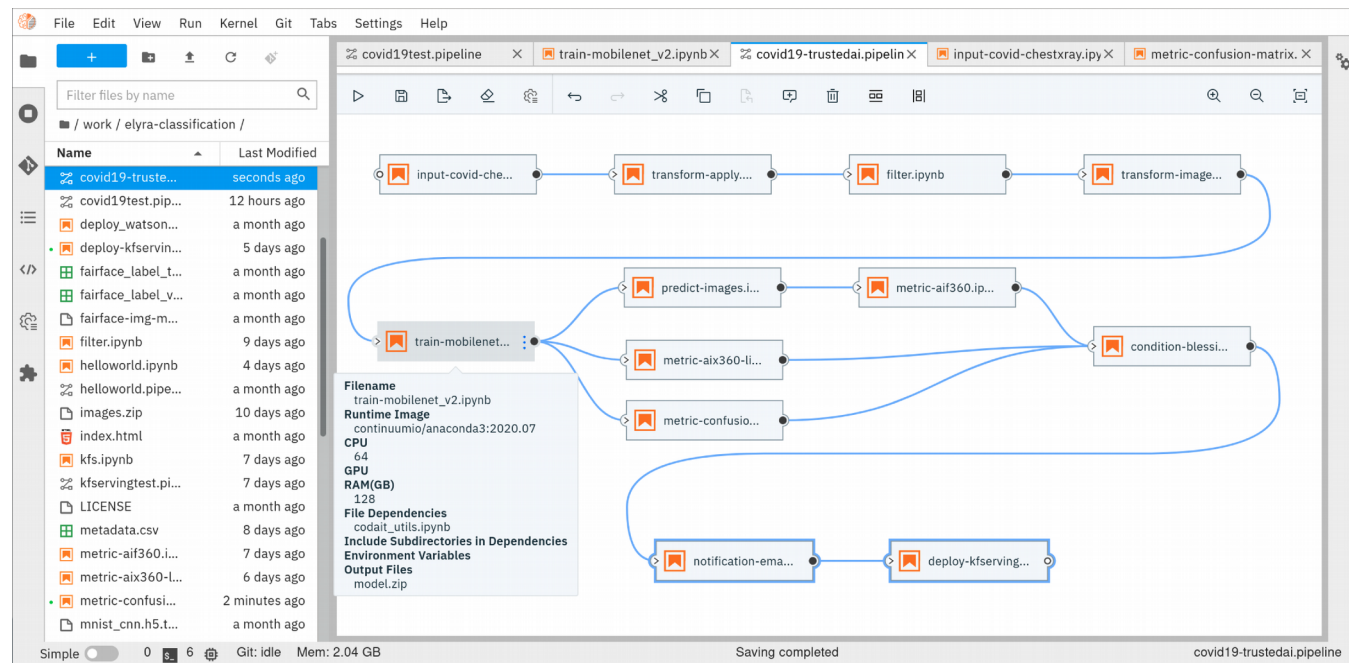 File Edit View Run Kernel Git Tabs Settings Help
covid19test.pipeline train-mobilenet_v2.ipynb covid19-trustedai.pipelin input-covid-chestxray.ipy metric-confusion-matrix.
Filter files by name
/ work / elyra-classification /
Name Last Modified
covid19-truste... seconds ago
covid19test.pip... 12 hours ago
deploy_watson... a month ago
deploy-kfservin... 5 days ago
fairface_label_t... a month ago
fairface_label_v... a month ago
fairface-img-m... a month ago
filter.ipynb 9 days ago
helloworld.ipynb 4 days ago
helloworld.pipe... a month ago
images.zip 10 days ago
index.html a month ago
kfs.ipynb 7 days ago
kfservingtest.pi... 7 days ago
LICENSE a month ago
metadata.csv 8 days ago
metric-aif360.i... 7 days ago
metric-aix360-l... 6 days ago
metric-confusi... 2 minutes ago
mnist_cnn.h5.t... a month ago
input-covid-che... transform-apply.... filter.ipynb transform-image...
predict-images.i... metric-aif360.ip...
train-mobilenet... condition-blessi...
metric-aix360-li...
metric-confusio...
notification-ema... deploy-kfserving...
Filename
train-mobilenet_v2.ipynb
Runtime Image
continuumio/anaconda3:2020.07
CPU
64
GPU
RAM(GB)
128
File Dependencies
codait_utils.ipynb
Include Subdirectories in Dependencies
Environment Variables
Output Files
model.zip
Simple 0 6 Git: idle Mem: 2.04 GB Saving completed covid19-trustedai.pipeline